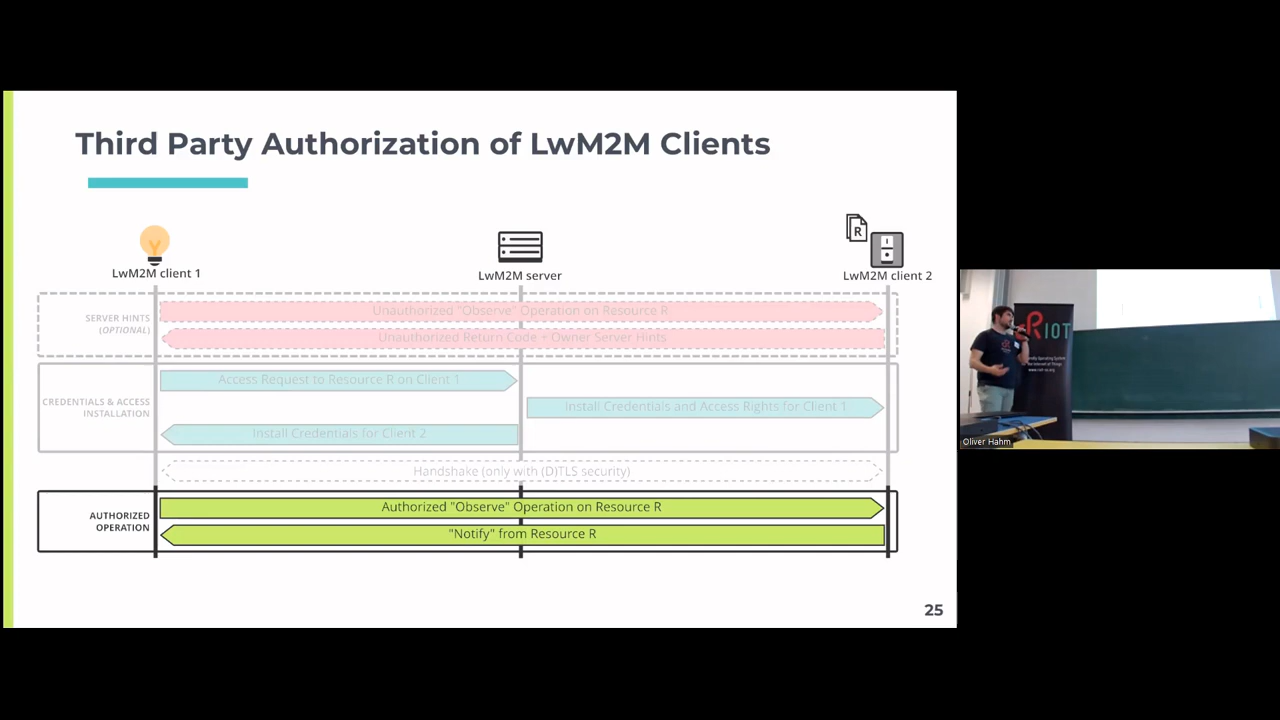 Third Party Authorization of LwM2M Clients
R
LwM2M client 1
LwM2M server
LwM2M client 2
SERVER HINTS
(OPTIONAL)
Unauthorized "Observe" Operation on Resource R
Unauthorized Return Code + Owner Server Hints
CREDENTIALS & ACCESS
INSTALLATION
Access Request to Resource R on Client 1
Install Credentials and Access Rights for Client 1
Install Credentials for Client 2
Handshake (only with (D)TLS security)
AUTHORIZED
OPERATION
Authorized "Observe" Operation on Resource R
"Notify" from Resource R
25
RIOT
Oliver Hahm